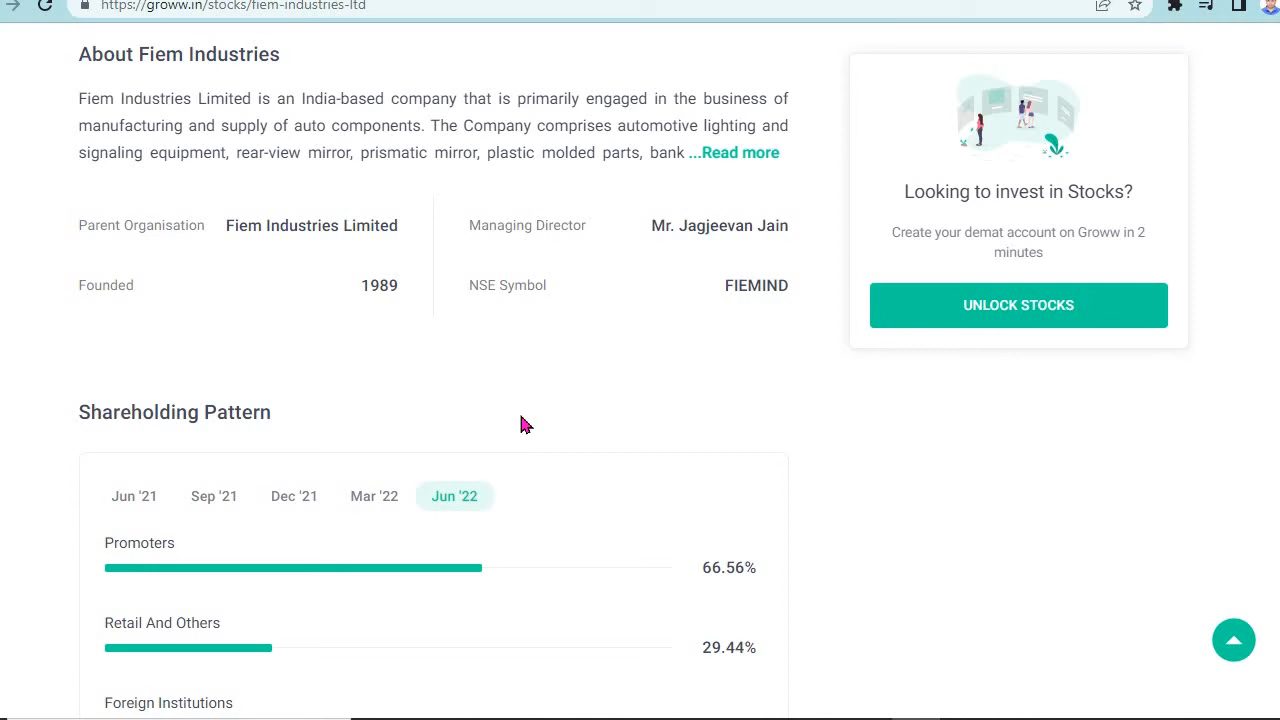 https://groww.in/stocks/fiem-industries-ltd
About Fiem Industries
Fiem Industries Limited is an India-based company that is primarily engaged in the business of
manufacturing and supply of auto components. The Company comprises automotive lighting and
signaling equipment, rear-view mirror, prismatic mirror, plastic molded parts, bank ...Read more
Parent Organisation Fiem Industries Limited
Managing Director Mr. Jagjeevan Jain
Founded 1989
NSE Symbol FIEMIND
Looking to invest in Stocks?
Create your demat account on Groww in 2
minutes
UNLOCK STOCKS
Shareholding Pattern
Jun '21 Sep '21 Dec '21 Mar '22 Jun '22
Promoters
66.56%
Retail And Others
29.44%
Foreign Institutions